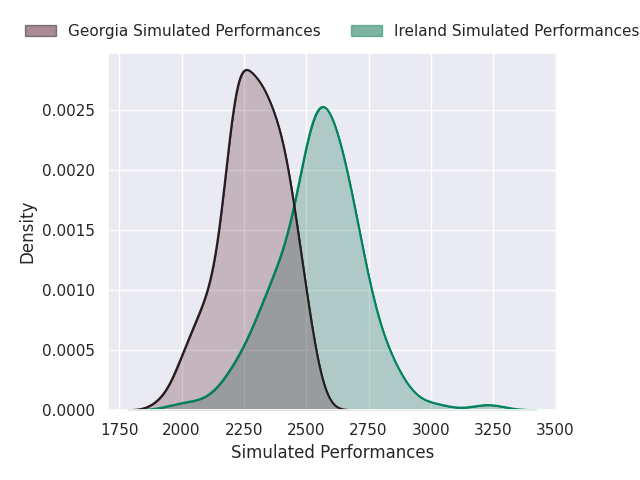 Georgia Simulated Performances Ireland Simulated Performances
Density
0.0025
0.0020
0.0015
0.0010
0.0005
0.0000
1750 2000 2250 2500 2750 3000 3250 3500
Simulated Performances